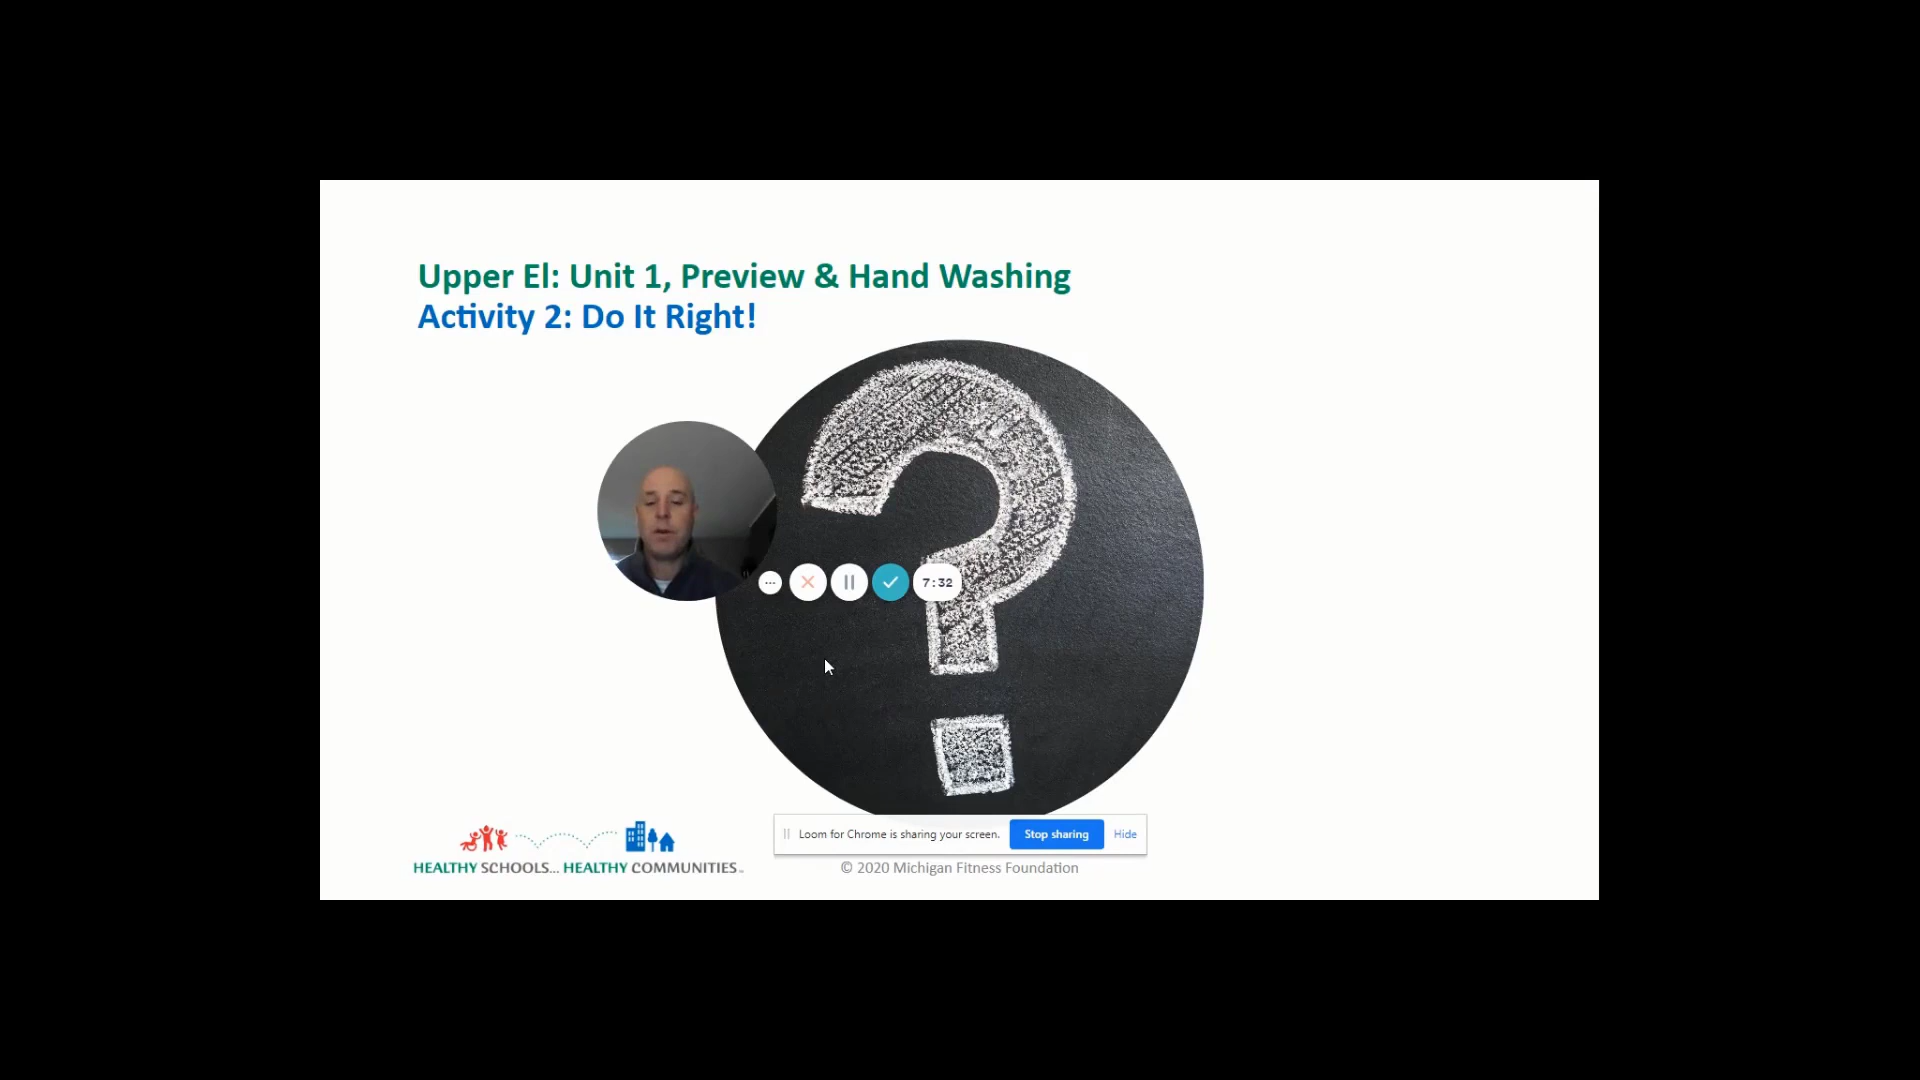 Upper El: Unit 1, Preview & Hand Washing
Activity 2: Do It Right!
?
7:32
Loom for Chrome is sharing your screen. Stop sharing Hide
HEALTHY SCHOOLS... HEALTHY COMMUNITIES
© 2020 Michigan Fitness Foundation